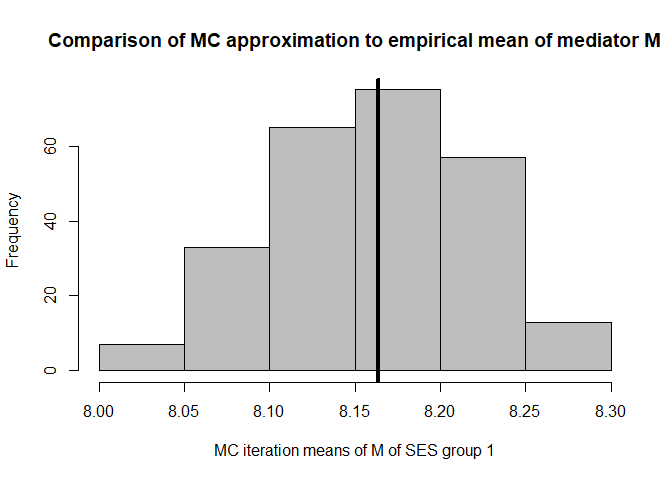 Comparison of MC approximation to empirical mean of mediator M
60
40
20
0
Frequency
8.00 8.05 8.10 8.15 8.20 8.25 8.30
MC iteration means of M of SES group 1